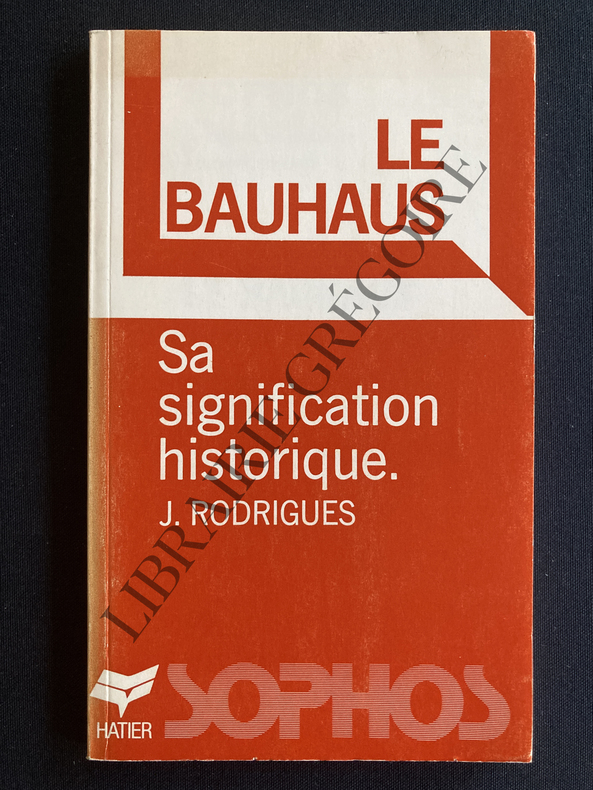 LE
BAUHAUS
Sa
signification
historique.
J. RODRIGUES
LIBRAIRIE GRÉGOIRE
HATIER
SOPHOS